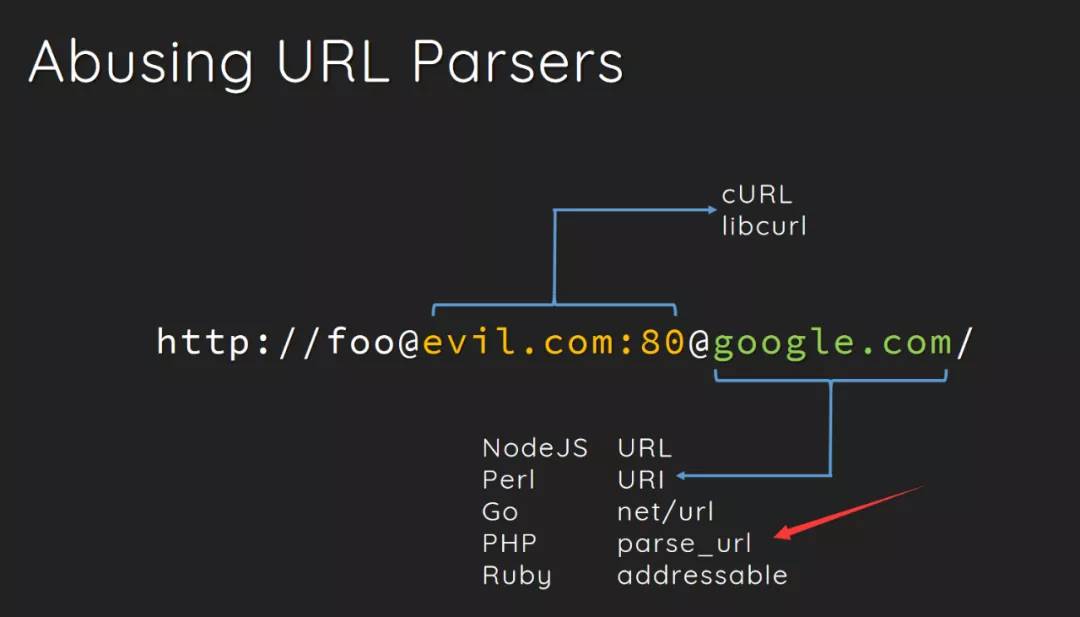 Abusing URL Parsers
cURL
libcurl
http://foo@evil.com:80@google.com/
NodeJS URL
Perl URI
Go net/url
PHP parse_url
Ruby addressable